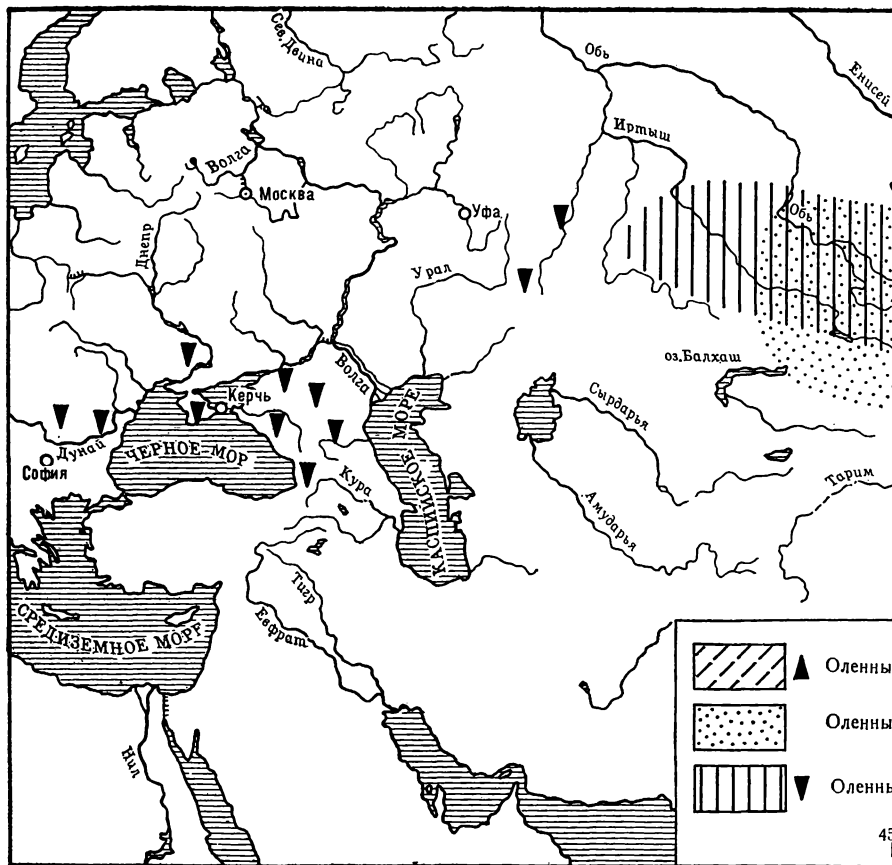 Сев. Двина
Обь
Енисей
Иртыш
Волга
Москва
Уфа
Обь
Днепр
Урал
Волга
оз.Балхаш
Керчь
Сырдарья
Дунай
София
ЧЕРНОЕ МОР
КАСПИЙСКОЕ МОРЕ
Кура
Тарим
Амударья
Тигр
Евфрат
СРЕДИЗЕМНОЕ МОРЕ
Нил
Оленны
Оленны
Оленны
45